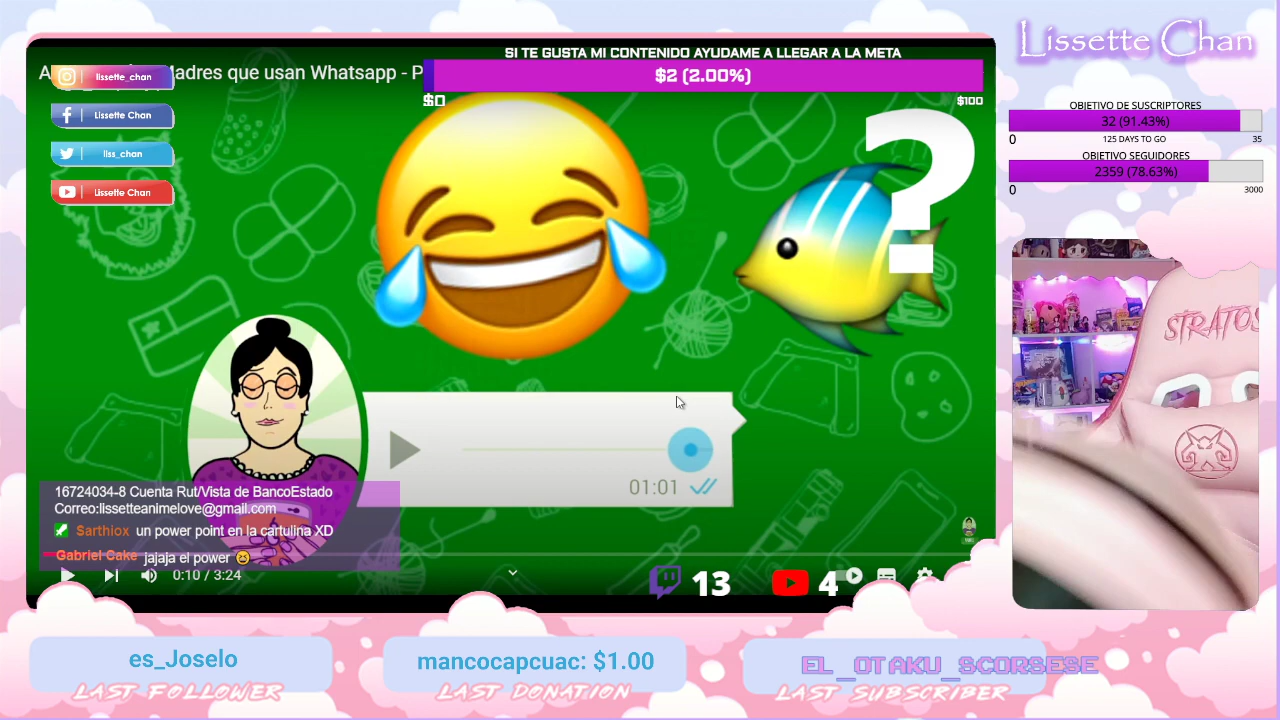 Lissette Chan
SI TE GUSTA MI CONTENIDO AYUDAME A LLEGAR A LA META
Madres que usan Whatsapp - P
$2 (2.00%)
$0
$100
lissette_chan
Lissette Chan
liss_chan
Lissette Chan
OBJETIVO DE SUSCRIPTORES
32 (91.43%)
0
125 DAYS TO GO
35
OBJETIVO SEGUIDORES
2359 (78.63%)
0
3000
?
STRATOS
01:01
16724034-8 Cuenta Rut/Vista de BancoEstado
Correo:lissetteanimelove@gmail.com
Sarthiox un power point en la cartulina XD
Gabriel Cake jajaja el power
0:10 / 3:24
13
4
es_Joselo
LAST FOLLOWER
mancocapcuac: $1.00
LAST DONATION
EL_OTAKU_SCORSESE
LAST SUBSCRIBER